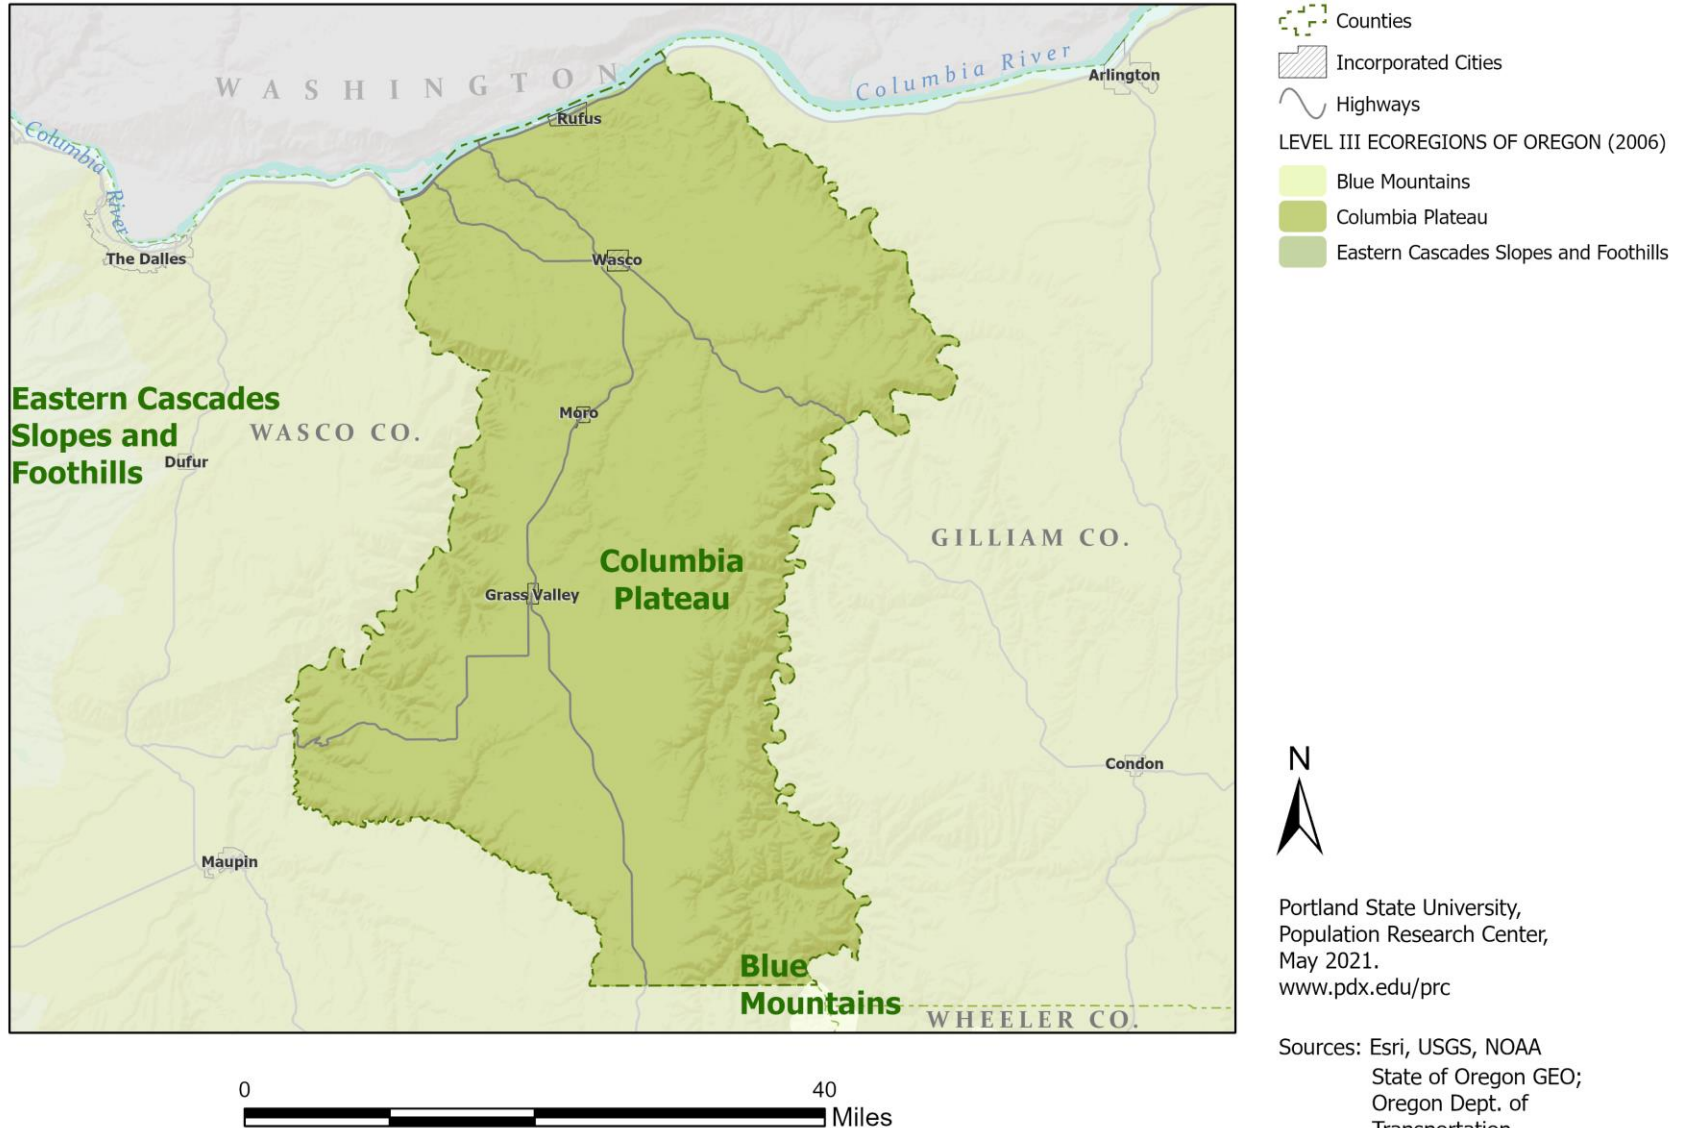 WASHINGTON
Columbia River
Arlington
Rufus
Columbia
River
The Dalles
Wasco
Eastern Cascades
Slopes and
Foothills
WASCO CO.
Moro
Dufur
GILLIAM CO.
Columbia
Plateau
Grass Valley
Condon
Maupin
Blue
Mountains
WHEELER CO.
0 40
Miles
Counties
Incorporated Cities
Highways
LEVEL III ECOREGIONS OF OREGON (2006)
Blue Mountains
Columbia Plateau
Eastern Cascades Slopes and Foothills
N
Portland State University,
Population Research Center,
May 2021.
www.pdx.edu/prc
Sources: Esri, USGS, NOAA
State of Oregon GEO;
Oregon Dept. of
Transportation